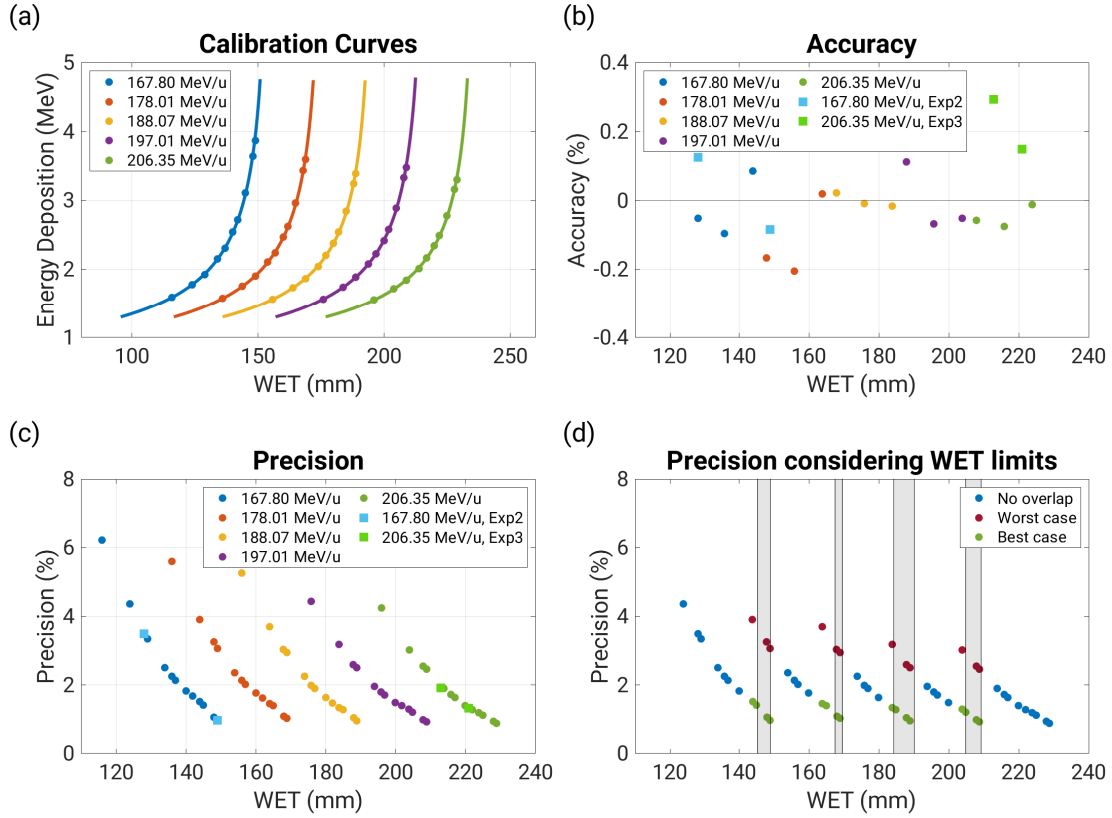 (a)
Calibration Curves
Energy Deposition (MeV)
5
4
3
2
1
167.80 MeV/u
178.01 MeV/u
188.07 MeV/u
197.01 MeV/u
206.35 MeV/u
100 150 200 250
WET (mm)
(b)
Accuracy
Accuracy (%)
0.4
0.2
0
-0.2
-0.4
167.80 MeV/u
178.01 MeV/u
188.07 MeV/u
197.01 MeV/u
206.35 MeV/u
167.80 MeV/u, Exp2
206.35 MeV/u, Exp3
120 140 160 180 200 220 240
WET (mm)
(c)
Precision
Precision (%)
8
6
4
2
0
167.80 MeV/u
178.01 MeV/u
188.07 MeV/u
197.01 MeV/u
206.35 MeV/u
167.80 MeV/u, Exp2
206.35 MeV/u, Exp3
120 140 160 180 200 220 240
WET (mm)
(d)
Precision considering WET limits
Precision (%)
8
6
4
2
0
No overlap
Worst case
Best case
120 140 160 180 200 220 240
WET (mm)